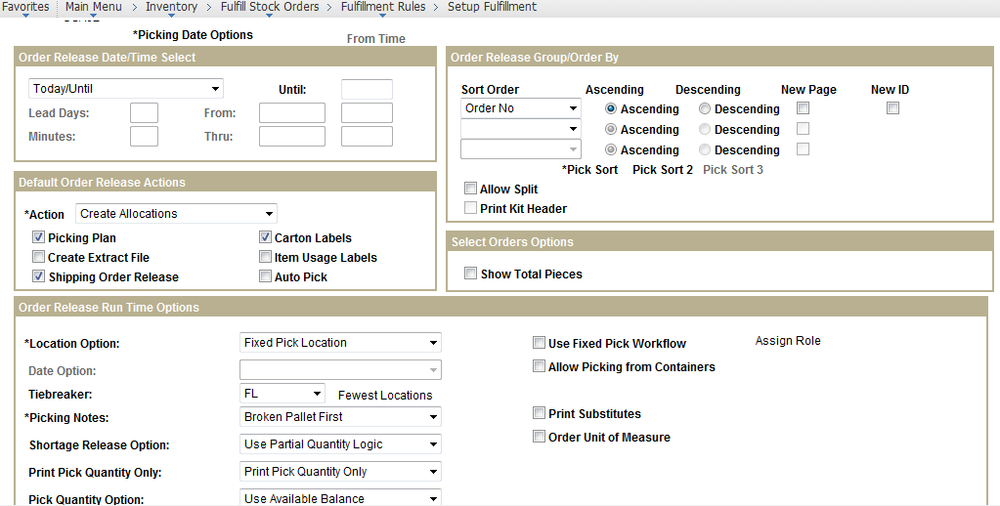 Favorites Main Menu > Inventory > Fulfill Stock Orders > Fulfillment Rules > Setup Fulfillment
*Picking Date Options
From Time
Order Release Date/Time Select
Today/Until Until:
Lead Days: From:
Minutes: Thru:
Default Order Release Actions
*Action Create Allocations
Picking Plan Carton Labels
Create Extract File Item Usage Labels
Shipping Order Release Auto Pick
Order Release Group/Order By
Sort Order Ascending Descending New Page New ID
Order No Ascending Descending
Ascending Descending
Ascending Descending
*Pick Sort Pick Sort 2 Pick Sort 3
Allow Split
Print Kit Header
Select Orders Options
Show Total Pieces
Order Release Run Time Options
*Location Option: Fixed Pick Location
Date Option:
Tiebreaker: FL Fewest Locations
*Picking Notes: Broken Pallet First
Shortage Release Option: Use Partial Quantity Logic
Print Pick Quantity Only: Print Pick Quantity Only
Pick Quantity Option: Use Available Balance
Use Fixed Pick Workflow Assign Role
Allow Picking from Containers
Print Substitutes
Order Unit of Measure